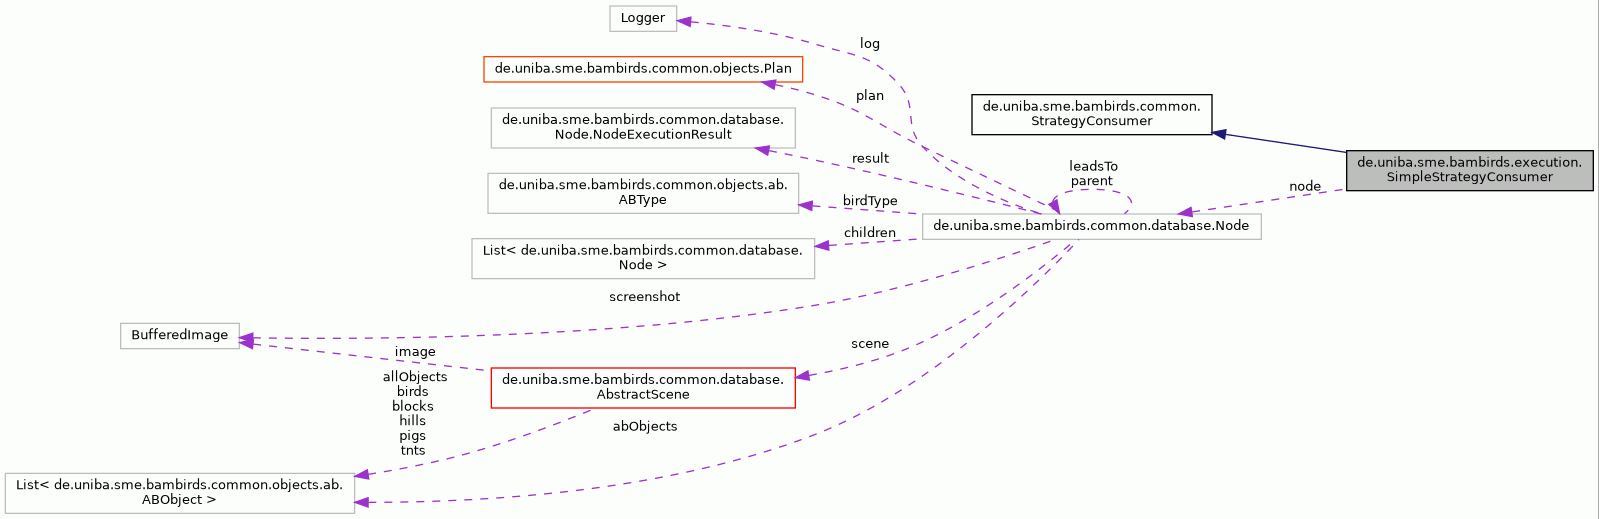 Logger
log
de.uniba.sme.bambirds.common.objects.Plan
plan
de.uniba.sme.bambirds.common.
StrategyConsumer
de.uniba.sme.bambirds.common.database.
Node.NodeExecutionResult
result
leadsTo
parent
de.uniba.sme.bambirds.execution.
SimpleStrategyConsumer
node
de.uniba.sme.bambirds.common.objects.ab.
ABType
birdType
de.uniba.sme.bambirds.common.database.Node
children
List< de.uniba.sme.bambirds.common.database.
Node >
screenshot
BufferedImage
image
scene
de.uniba.sme.bambirds.common.database.
AbstractScene
allObjects
birds
blocks
hills
pigs
tnts
abObjects
List< de.uniba.sme.bambirds.common.objects.ab.
ABObject >